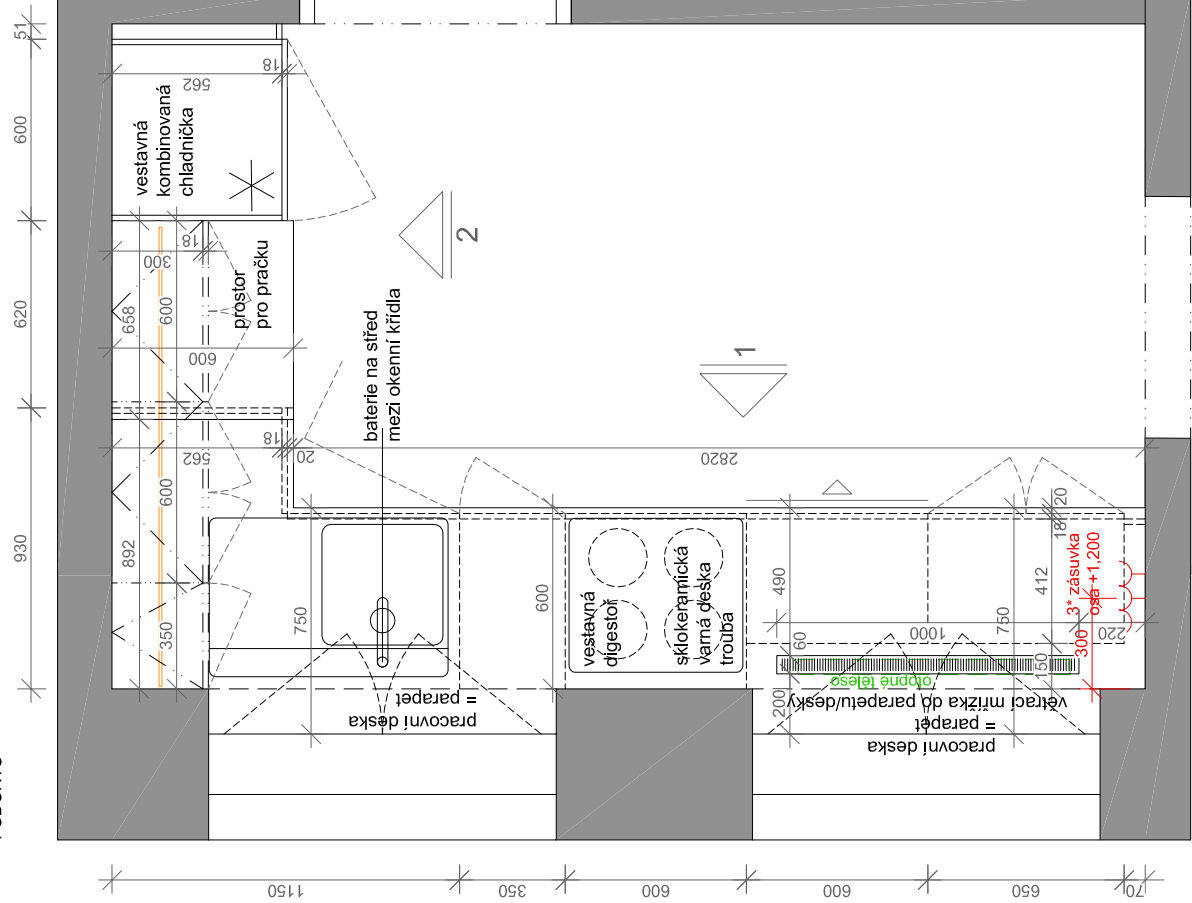 51
600
620
930
18
562
vestavná
kombinovaná
chladnička
18
300
658
600
prostor
pro pračku
600
2
baterie na střed
mezi okenní křídla
1
18
562
20
2820
600
892
350
750
600
vestavná
digestoř
sklokeramická
varná deska
trouba
490
60
1000
412
18
20
3* zásuvka
osa +1,200
750
220
300
150
200
otopné těleso
větrací mřížka do parapetu/desky
pracovní deska
= parapet
pracovní deska
= parapet
1150
350
600
600
650
70